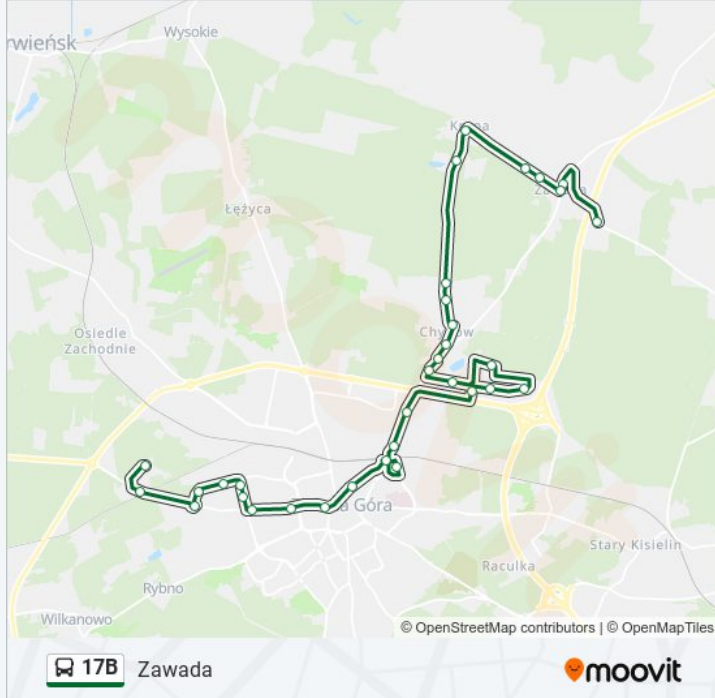 rwieńsk
Wysokie
Łężyca
Chy
w
Osiedle
Zachodnie
a Góra
Stary Kisielin
Raculka
Rybno
Wilkanowo
© OpenStreetMap contributors | © OpenMapTiles
17B Zawada
moovit